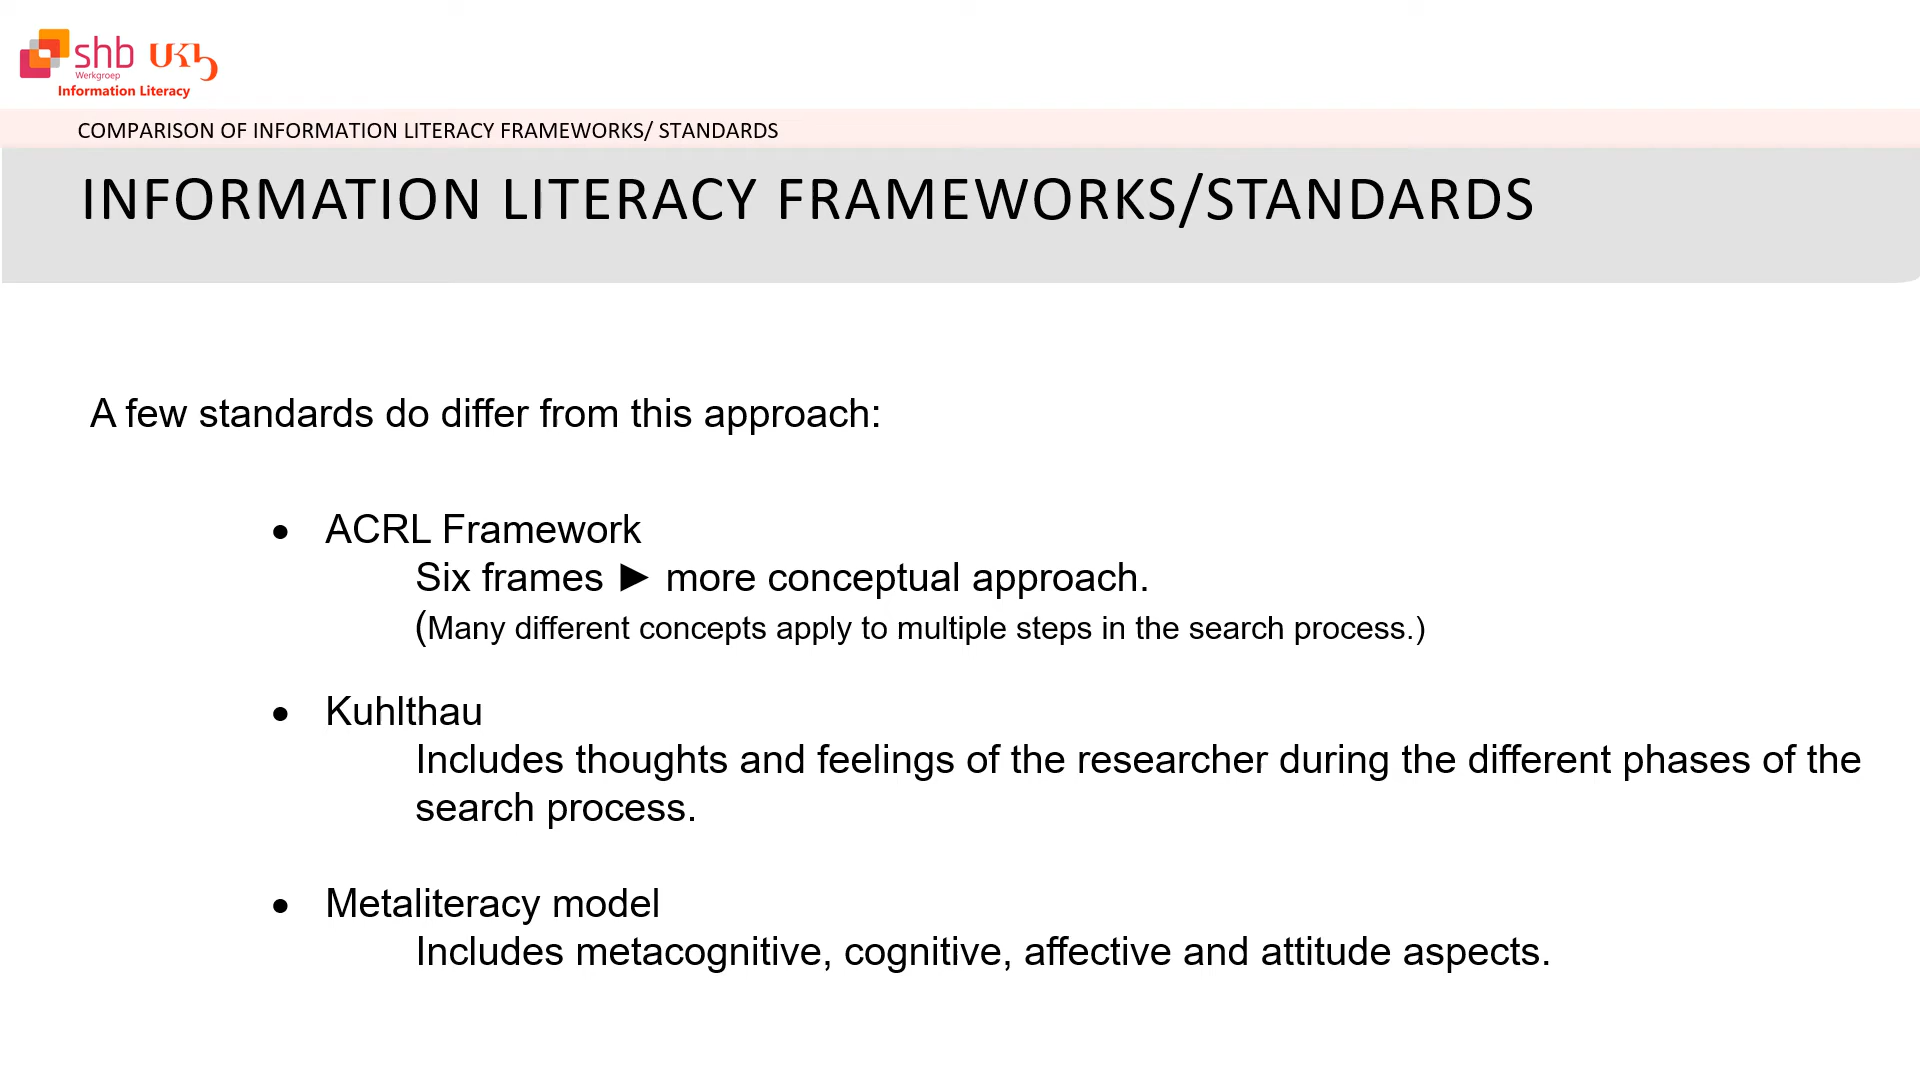 shb UKb
Werkgroep
Information Literacy
COMPARISON OF INFORMATION LITERACY FRAMEWORKS/ STANDARDS
INFORMATION LITERACY FRAMEWORKS/STANDARDS
A few standards do differ from this approach:
• ACRL Framework
Six frames ► more conceptual approach.
(Many different concepts apply to multiple steps in the search process.)
• Kuhlthau
Includes thoughts and feelings of the researcher during the different phases of the
search process.
• Metaliteracy model
Includes metacognitive, cognitive, affective and attitude aspects.